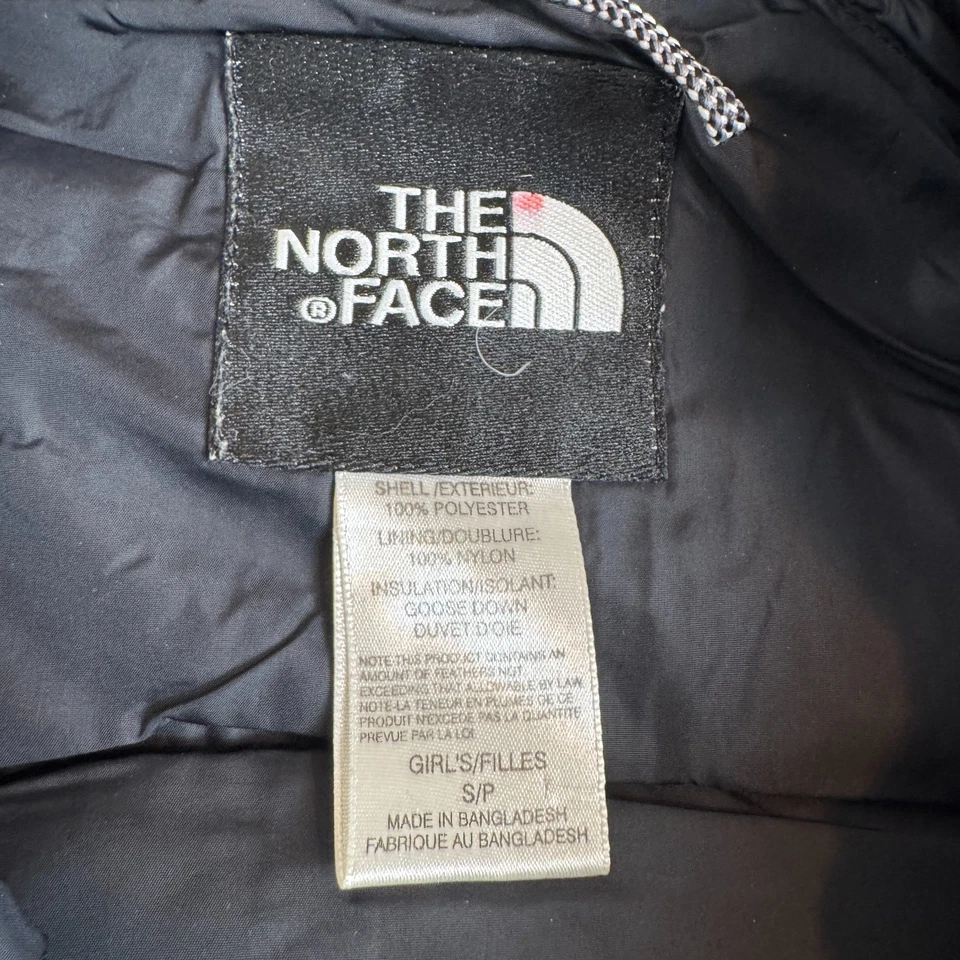 THE
NORTH
®FACE
SHELL/EXTERIEUR:
100% POLYESTER
LINING/DOUBLURE:
100% NYLON
INSULATION/ISOLANT:
GOOSE DOWN
DUVET D'OIE
NOTE THIS PRODUCT CONTAINS AN
AMOUNT OF FEATHERS NOT
EXCEEDING THAT ALLOWABLE BY LAW
NOTE-LA TENEUR EN PLUMES DE CE
PRODUIT N'EXCEDE PAS LA QUANTITE
PREVUE PAR LA LOI.
GIRL'S/FILLES
S/P
MADE IN BANGLADESH
FABRIQUE AU BANGLADESH